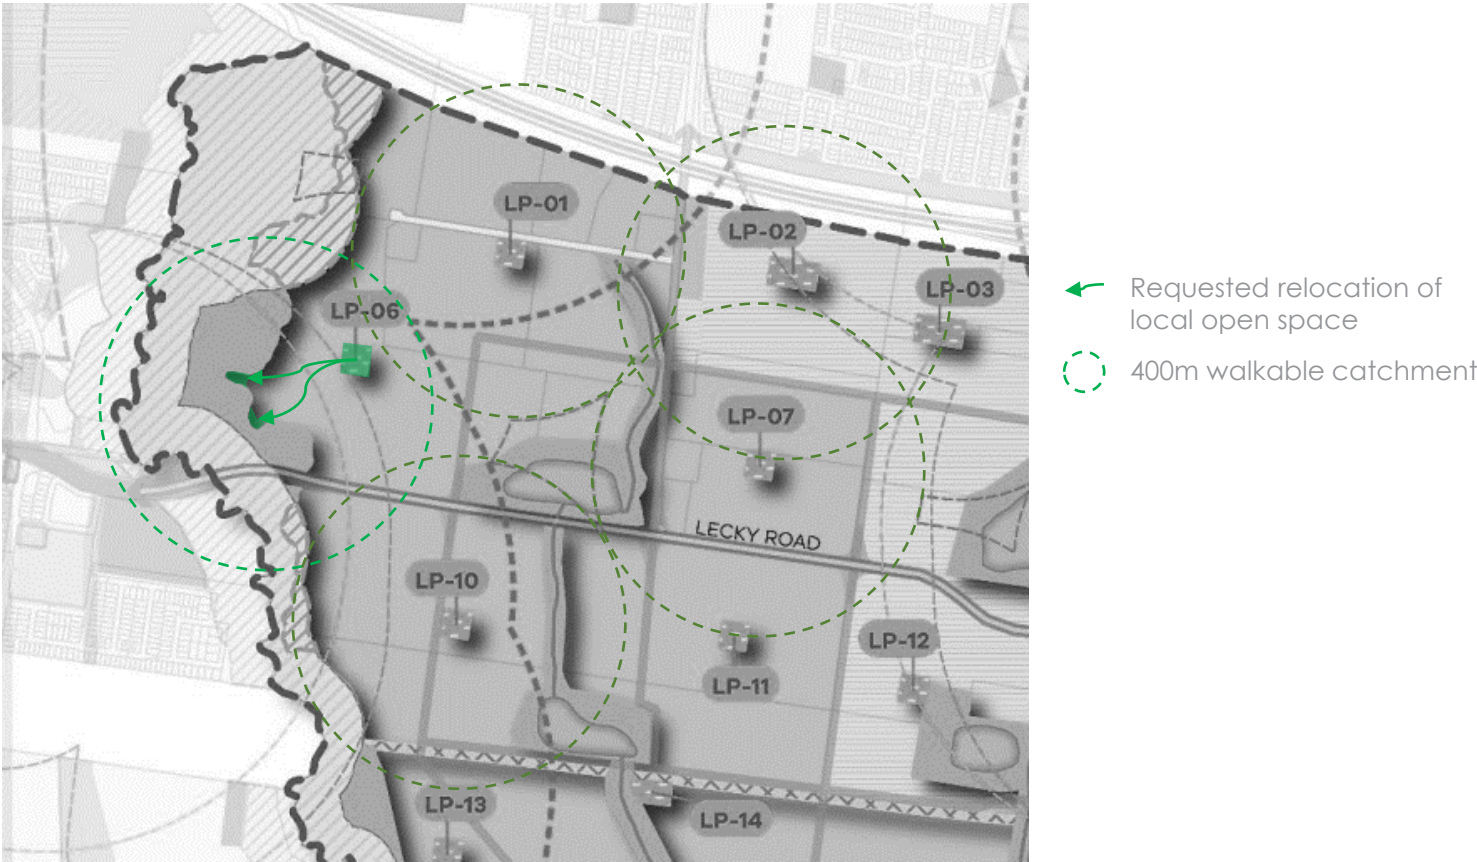 LP-01
LP-02
LP-03
LP-06
LP-07
LECKY ROAD
LP-10
LP-12
LP-11
LP-13
LP-14
Requested relocation of
local open space
400m walkable catchment